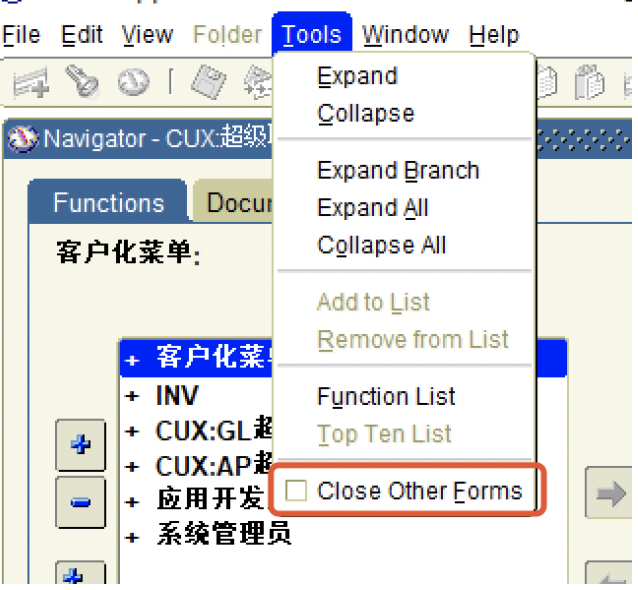 File Edit View Folder Tools Window Help
Expand
Collapse
Navigator - CUX:超级
Expand Branch
Functions
Expand All
Collapse All
客户化菜单:
Add to List
Remove from List
+ 客户化菜
+ INV
Function List
+ CUX:GL超
Top Ten List
+ CUX:AP超
Close Other Forms
+ 应用开发
+ 系统管理员